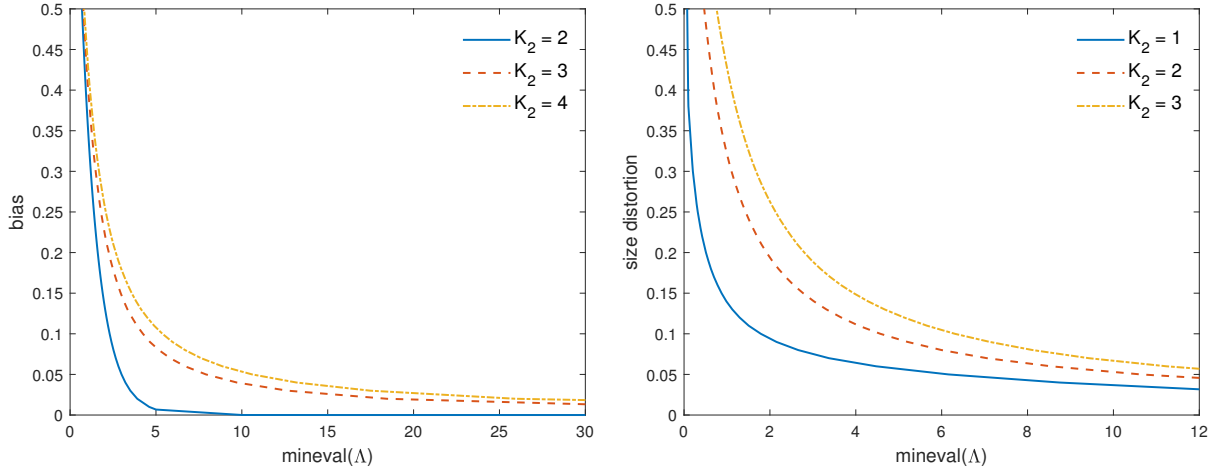 0.5
0.45
0.4
0.35
0.3
0.25
0.2
0.15
0.1
0.05
0
bias
0 5 10 15 20 25 30
mineval(Λ)
K2 = 2
K2 = 3
K2 = 4
0.5
0.45
0.4
0.35
0.3
0.25
0.2
0.15
0.1
0.05
0
size distortion
0 2 4 6 8 10 12
mineval(Λ)
K2 = 1
K2 = 2
K2 = 3